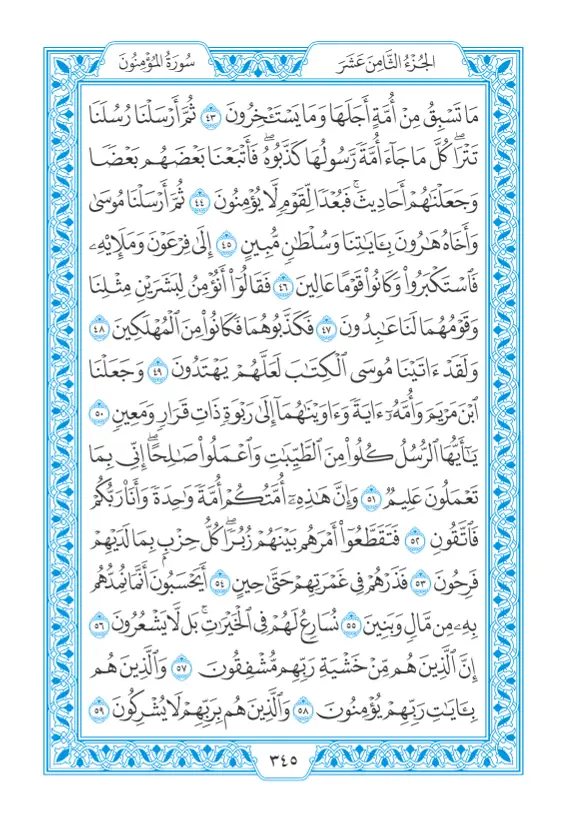 الجُزْءُ الثَّامِنَ عَشَرَ
سُورَةُ المُؤْمِنُونَ
مَا تَسْبِقُ مِنْ أُمَّةٍ أَجَلَهَا وَمَا يَسْتَـْٔخِرُونَ ٤٣ ثُمَّ أَرْسَلْنَا رُسُلَنَا
تَتْرَاۖ كُلَّ مَا جَآءَ أُمَّةً رَّسُولُهَا كَذَّبُوهُۖ فَأَتْبَعْنَا بَعْضَهُم بَعْضًا
وَجَعَلْنَٰهُمْ أَحَادِيثَۚ فَبُعْدًا لِّقَوْمٍ لَّا يُؤْمِنُونَ ٤٤ ثُمَّ أَرْسَلْنَا مُوسَىٰ
وَأَخَاهُ هَٰرُونَ بِـَٔايَٰتِنَا وَسُلْطَٰنٍ مُّبِينٍ ٤٥ إِلَىٰ فِرْعَوْنَ وَمَلَإِي۟هِۦ
فَٱسْتَكْبَرُوا۟ وَكَانُوا۟ قَوْمًا عَالِينَ ٤٦ فَقَالُوٓا۟ أَنُؤْمِنُ لِبَشَرَيْنِ مِثْلِنَا
وَقَوْمُهُمَا لَنَا عَٰبِدُونَ ٤٧ فَكَذَّبُوهُمَا فَكَانُوا۟ مِنَ ٱلْمُهْلَكِينَ ٤٨
وَلَقَدْ ءَاتَيْنَا مُوسَى ٱلْكِتَٰبَ لَعَلَّهُمْ يَهْتَدُونَ ٤٩ وَجَعَلْنَا
ٱبْنَ مَرْيَمَ وَأُمَّهُۥٓ ءَايَةً وَءَاوَيْنَٰهُمَآ إِلَىٰ رَبْوَةٍ ذَاتِ قَرَارٍ وَمَعِينٍ ٥٠
يَٰٓأَيُّهَا ٱلرُّسُلُ كُلُوا۟ مِنَ ٱلطَّيِّبَٰتِ وَٱعْمَلُوا۟ صَٰلِحًاۖ إِنِّى بِمَا
تَعْمَلُونَ عَلِيمٌ ٥١ وَإِنَّ هَٰذِهِۦٓ أُمَّتُكُمْ أُمَّةً وَٰحِدَةً وَأَنَا۠ رَبُّكُمْ
فَٱتَّقُونِ ٥٢ فَتَقَطَّعُوٓا۟ أَمْرَهُم بَيْنَهُمْ زُبُرًاۖ كُلُّ حِزْبٍۭ بِمَا لَدَيْهِمْ
فَرِحُونَ ٥٣ فَذَرْهُمْ فِى غَمْرَتِهِمْ حَتَّىٰ حِينٍ ٥٤ أَيَحْسَبُونَ أَنَّمَا نُمِدُّهُم
بِهِۦ مِن مَّالٍ وَبَنِينَ ٥٥ نُسَارِعُ لَهُمْ فِى ٱلْخَيْرَٰتِۚ بَل لَّا يَشْعُرُونَ ٥٦
إِنَّ ٱلَّذِينَ هُم مِّنْ خَشْيَةِ رَبِّهِم مُّشْفِقُونَ ٥٧ وَٱلَّذِينَ هُم
بِـَٔايَٰتِ رَبِّهِمْ يُؤْمِنُونَ ٥٨ وَٱلَّذِينَ هُم بِرَبِّهِمْ لَا يُشْرِكُونَ ٥٩
٣٤٥